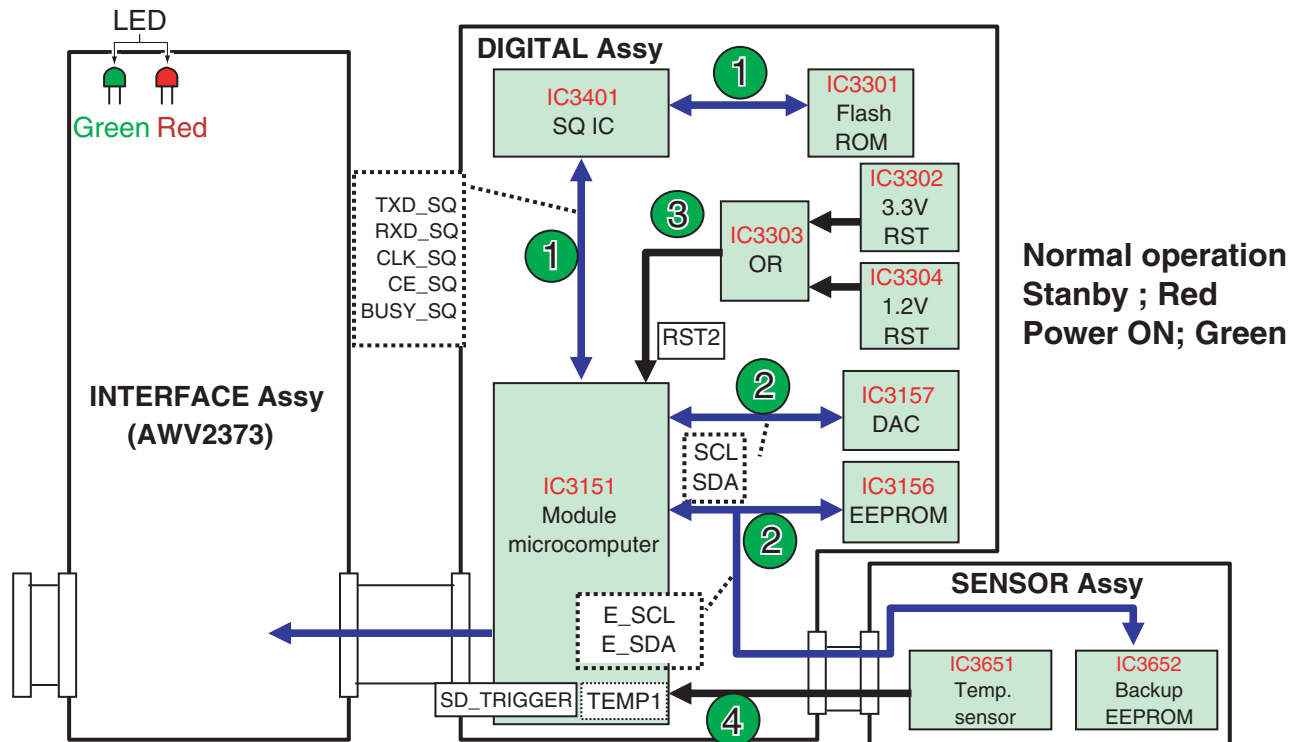 LED
Green Red
INTERFACE Assy
(AWV2373)
DIGITAL Assy
IC3401
SQ IC
1
IC3301
Flash
ROM
TXD_SQ
RXD_SQ
CLK_SQ
CE_SQ
BUSY_SQ
1
3
IC3303
OR
IC3302
3.3V
RST
IC3304
1.2V
RST
RST2
Normal operation
Stanby ; Red
Power ON; Green
IC3151
Module
microcomputer
2
SCL
SDA
IC3157
DAC
2
IC3156
EEPROM
E_SCL
E_SDA
SD_TRIGGER
TEMP1
4
SENSOR Assy
IC3651
Temp.
sensor
IC3652
Backup
EEPROM